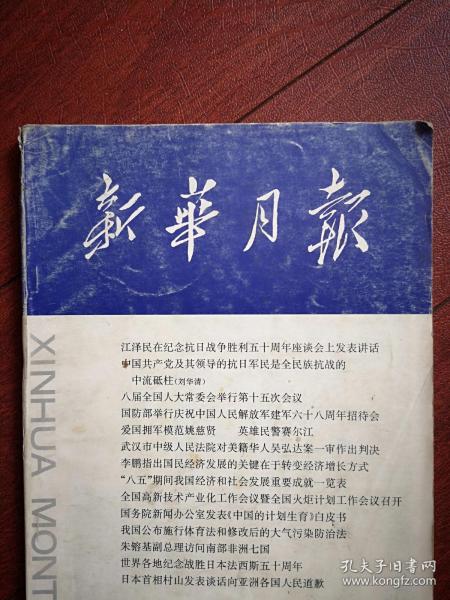 新華月報
XINHUA MONT
江泽民在纪念抗日战争胜利五十周年座谈会上发表讲话
中国共产党及其领导的抗日军民是全民族抗战的
中流砥柱(刘华清)
八届全国人大常委会举行第十五次会议
国防部举行庆祝中国人民解放军建军六十八周年招待会
爱国拥军模范姚慈贤 英雄民警赛尔江
武汉市中级人民法院对美籍华人吴弘达案一审作出判决
李鹏指出国民经济发展的关键在于转变经济增长方式
“八五”期间我国经济和社会发展重要成就一览表
全国高新技术产业化工作会议暨全国火炬计划工作会议召开
国务院新闻办公室发表《中国的计划生育》白皮书
我国公布施行体育法和修改后的大气污染防治法
朱镕基副总理访问南部非洲七国
世界各地纪念战胜日本法西斯五十周年
日本首相村山发表谈话向亚洲各国人民道歉
孔夫子旧书网
kongfz.com